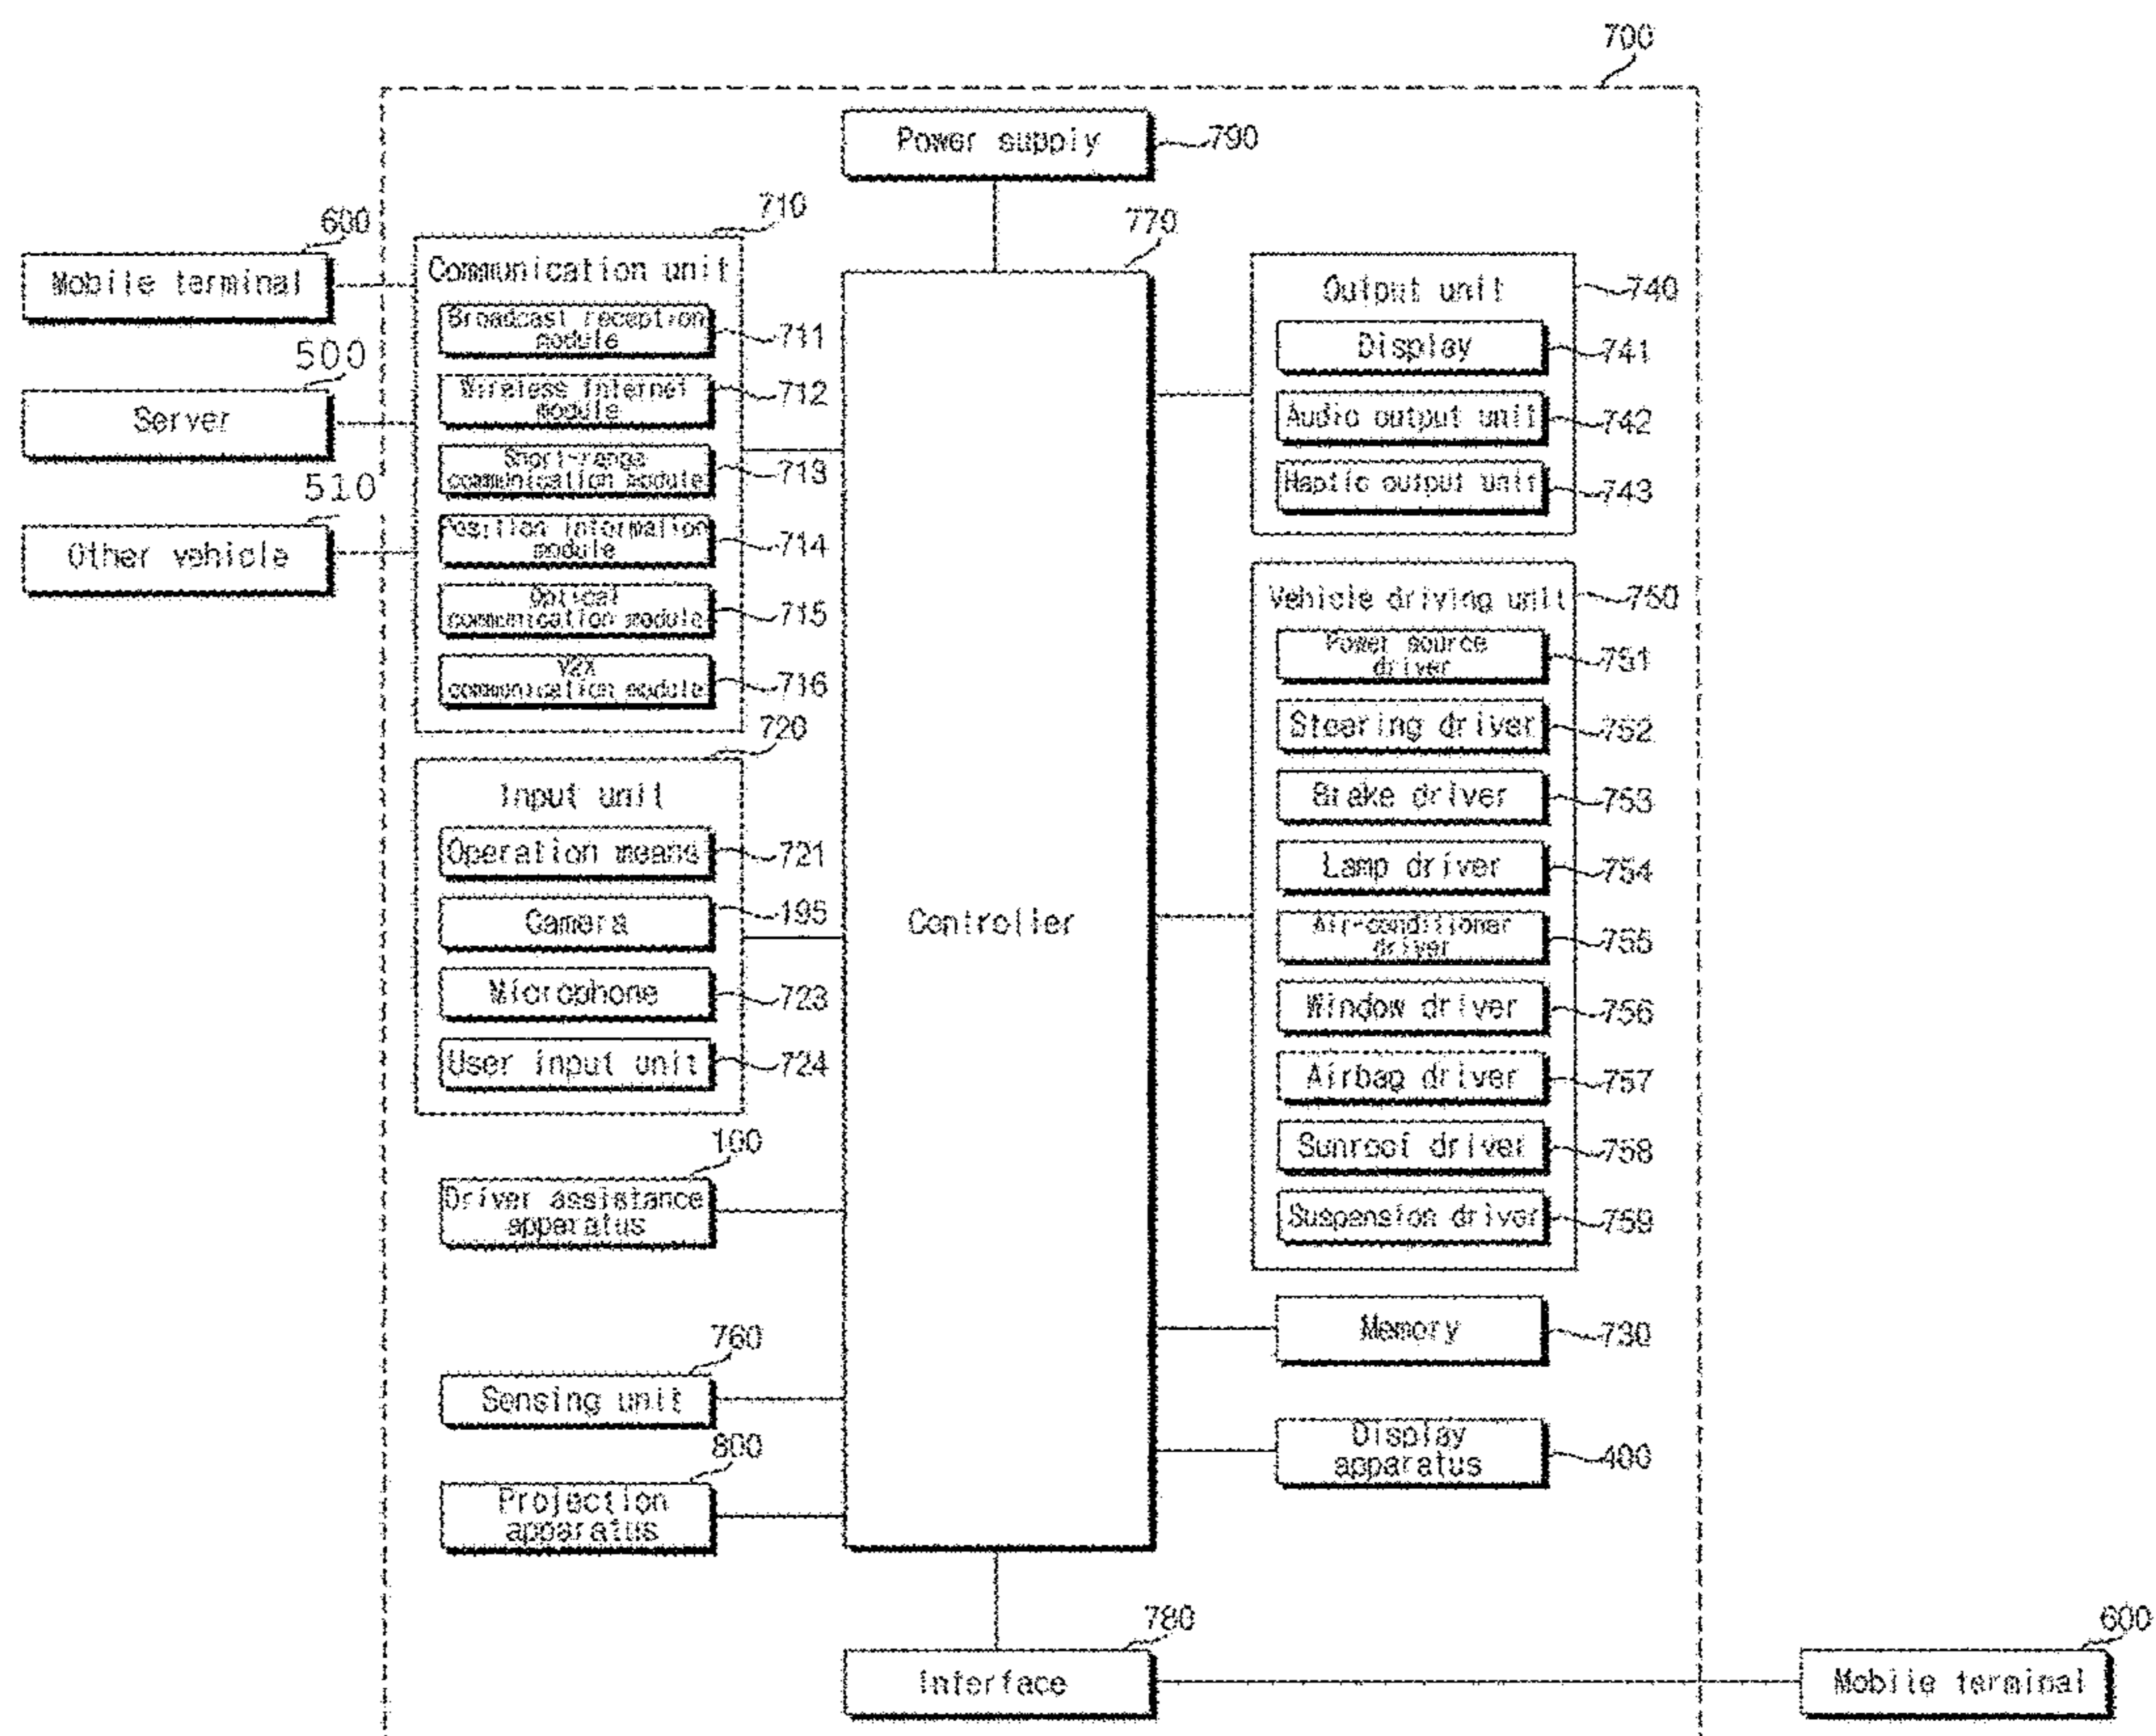 700
Power supply
790
710
770
600
Mobile terminal
Communication unit
Broadcast reception
module
711
Wireless Internet
module
712
500
Server
Short-range
communication module
713
510
Other vehicle
Position information
module
714
Optical
communication module
715
V2X
communication module
716
720
Input unit
Operation means
721
Camera
195
Microphone
723
User input unit
724
100
Driver assistance
apparatus
760
Sensing unit
800
Projection
apparatus
Controller
Output unit
740
Display
741
Audio output unit
742
Haptic output unit
743
Vehicle driving unit
750
Power source
driver
751
Steering driver
752
Brake driver
753
Lamp driver
754
Air-conditioner
driver
755
Window driver
756
Airbag driver
757
Sunroof driver
758
Suspension driver
759
Memory
730
Display
apparatus
400
780
Interface
600
Mobile terminal